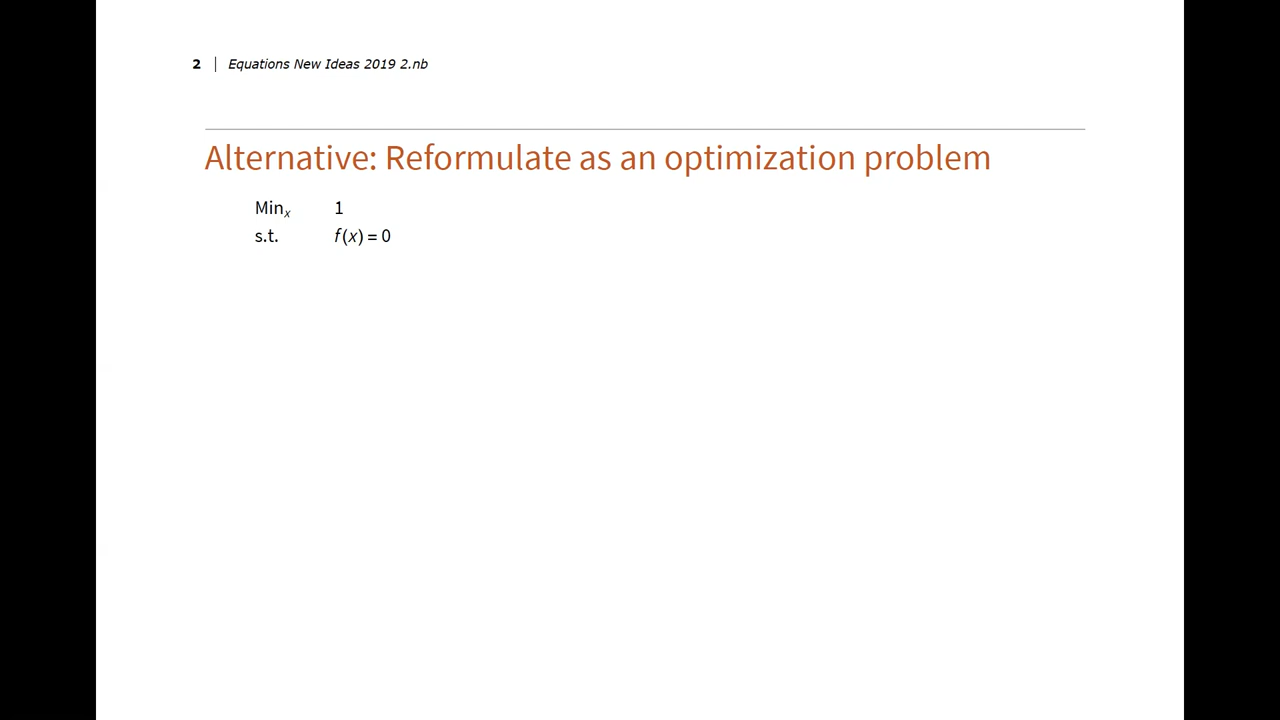 2 | Equations New Ideas 2019 2.nb
Alternative: Reformulate as an optimization problem
Minₓ 1
s.t. f(x) = 0